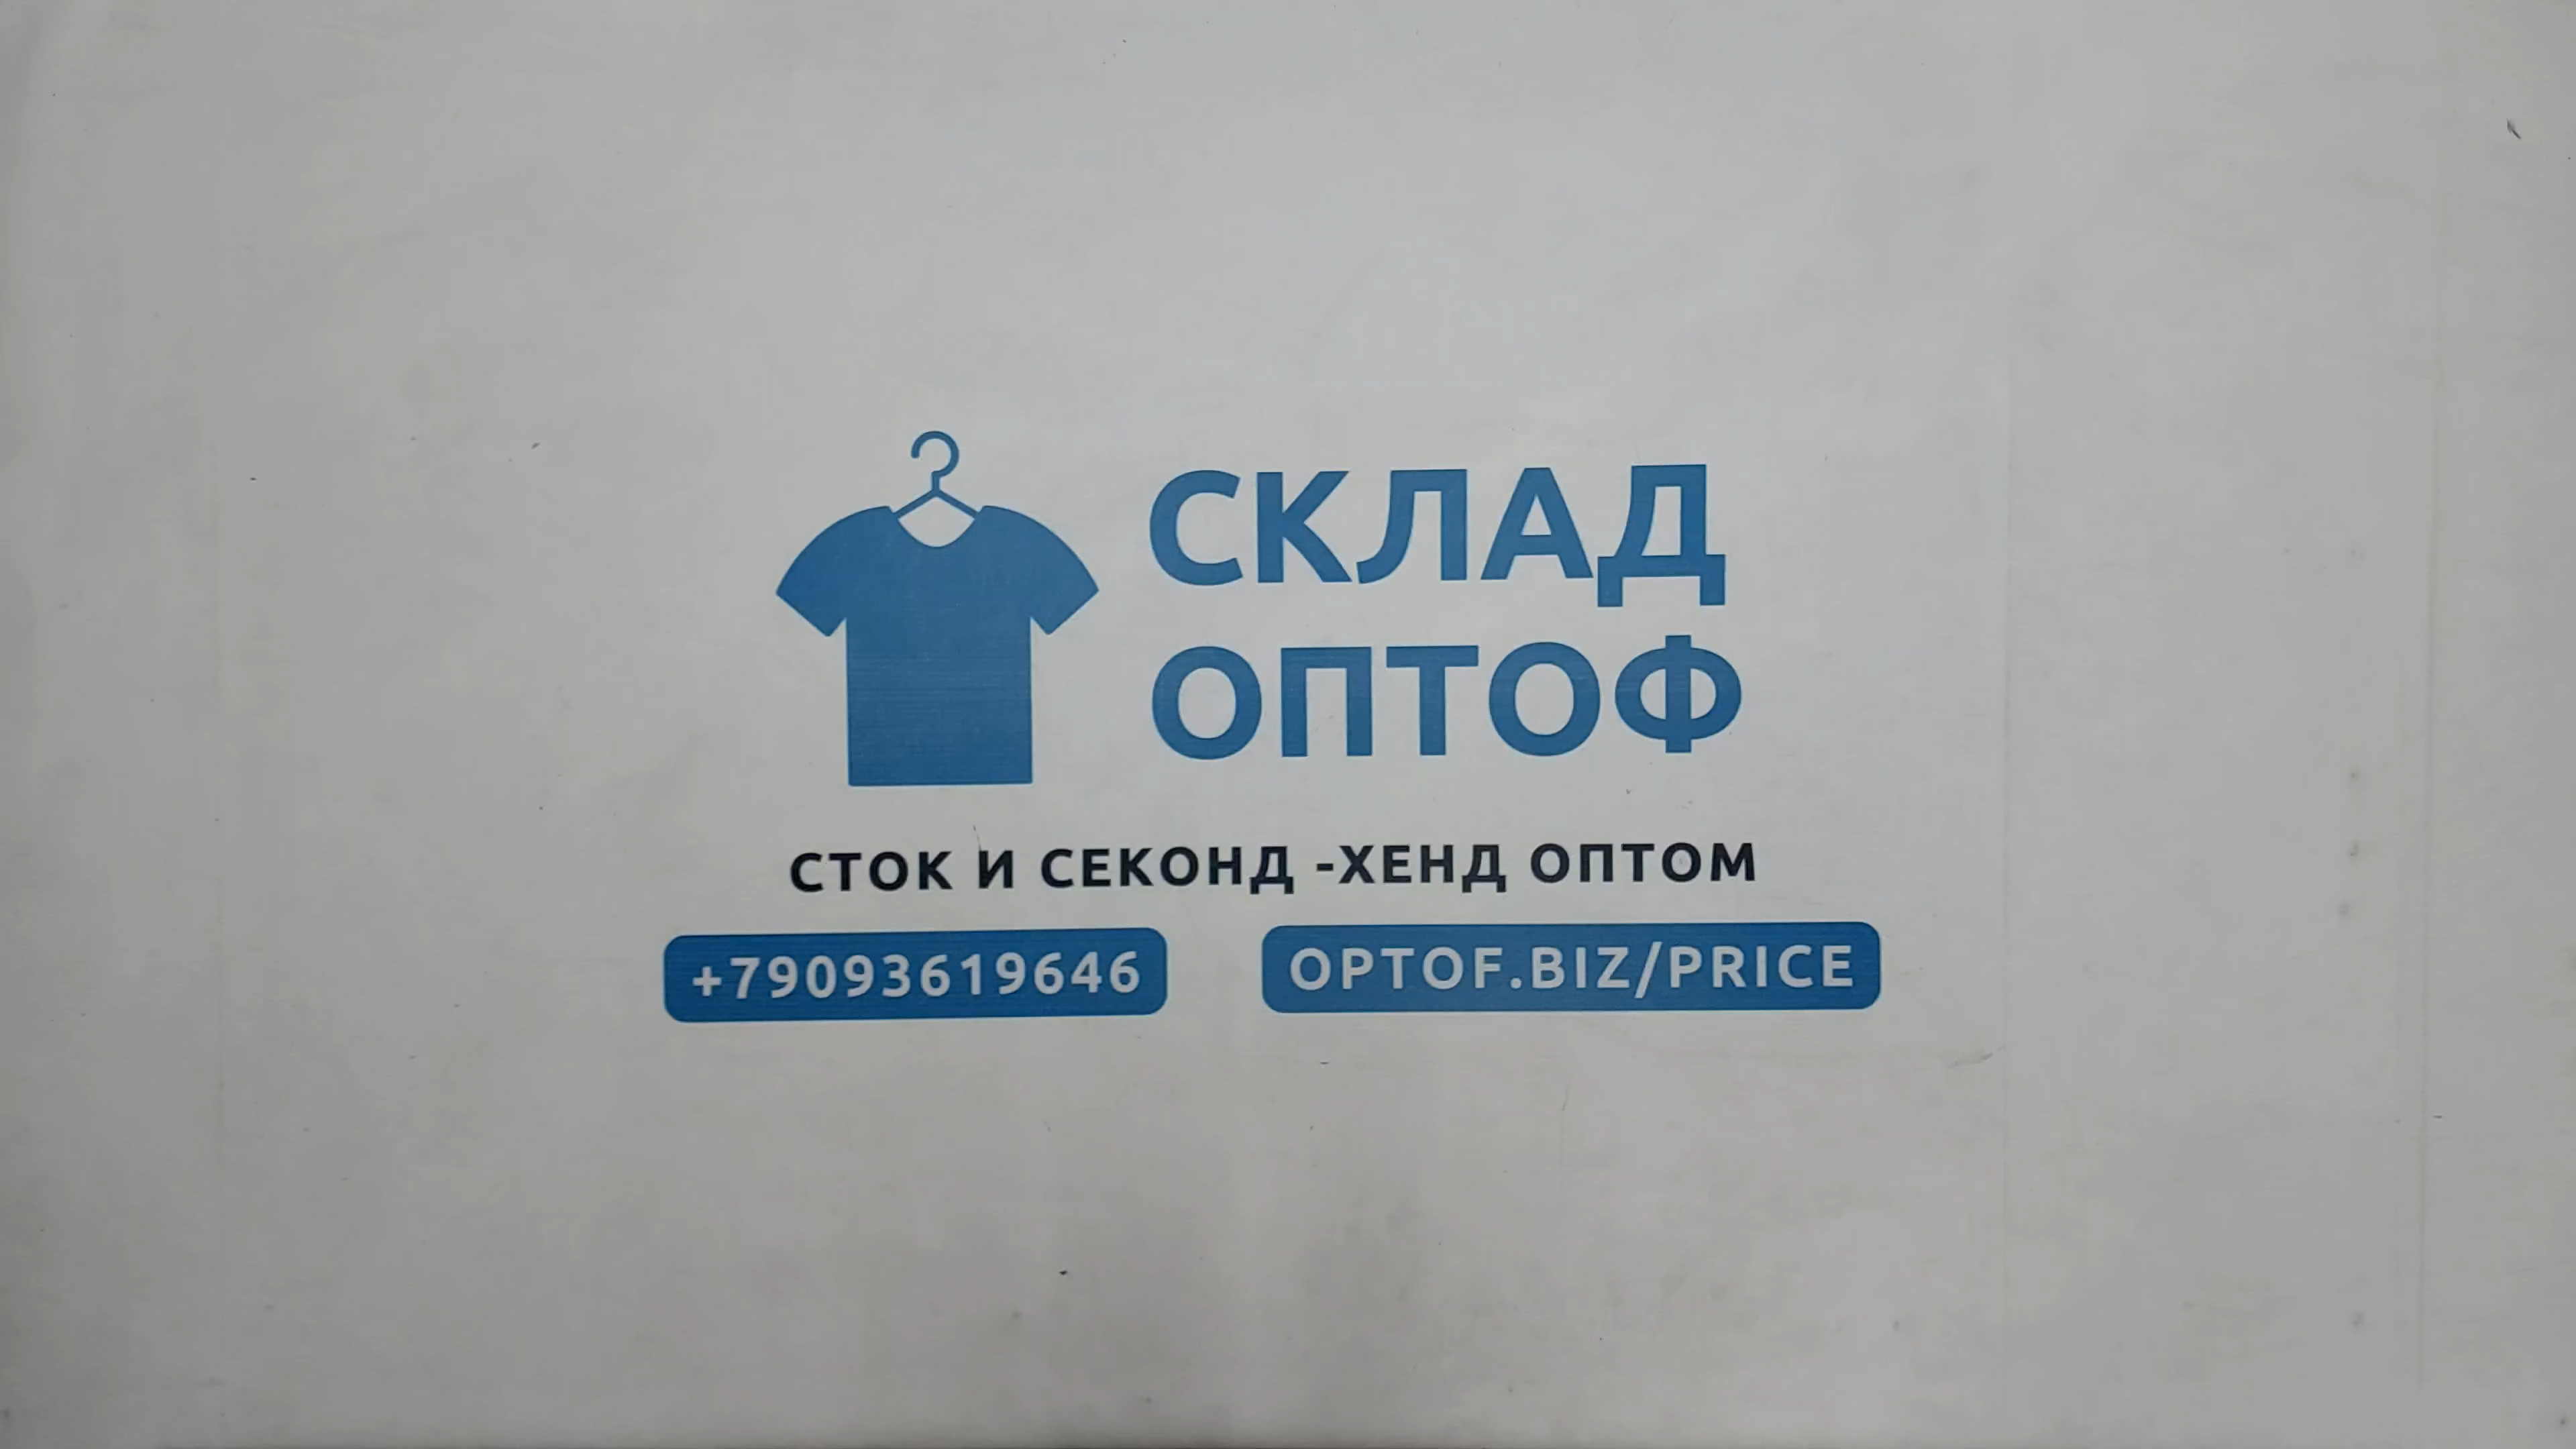 СКЛАД
ОПТОФ
СТОК И СЕКОНД -ХЕНД ОПТОМ
+79093619646
OPTOF.BIZ/PRICE